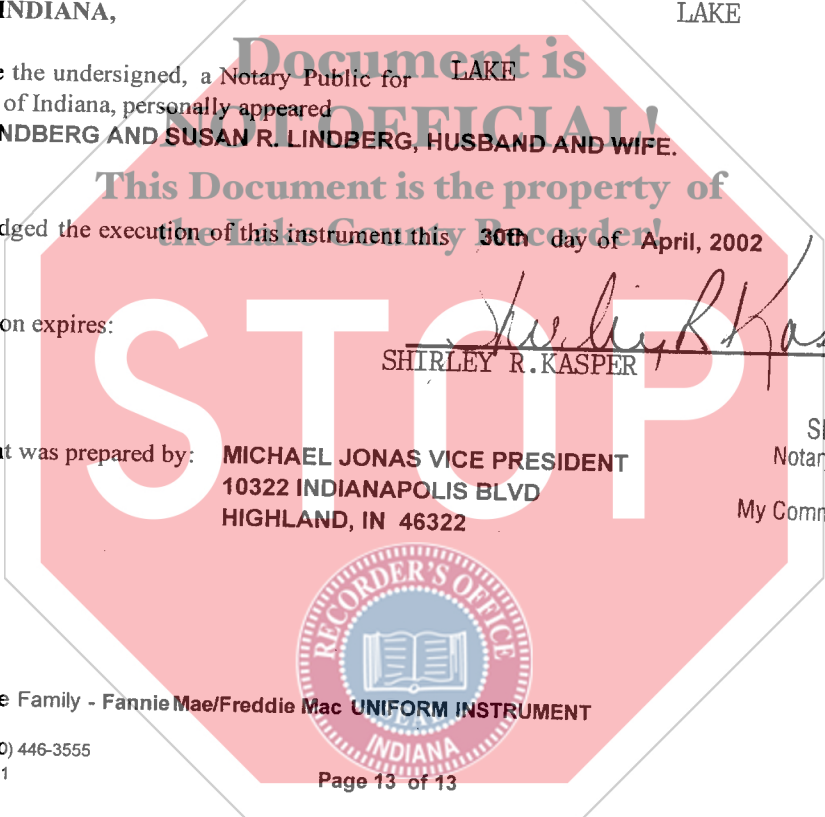 INDIANA, LAKE
Document is
e the undersigned, a Notary Public for LAKE
of Indiana, personally appeared
NOT OFFICIAL!
NDBERG AND SUSAN R. LINDBERG, HUSBAND AND WIFE.
This Document is the property of
the Lake County Recorder!
dged the execution of this instrument this 30th day of April, 2002
STOP
on expires:
Shirley R Kas
SHIRLEY R.KASPER
t was prepared by: MICHAEL JONAS VICE PRESIDENT
Notar
10322 INDIANAPOLIS BLVD
HIGHLAND, IN 46322
My Comm
RECORDER'S OFFICE
SEAL
INDIANA
e Family - Fannie Mae/Freddie Mac UNIFORM INSTRUMENT
0) 446-3555
1
Page 13 of 13